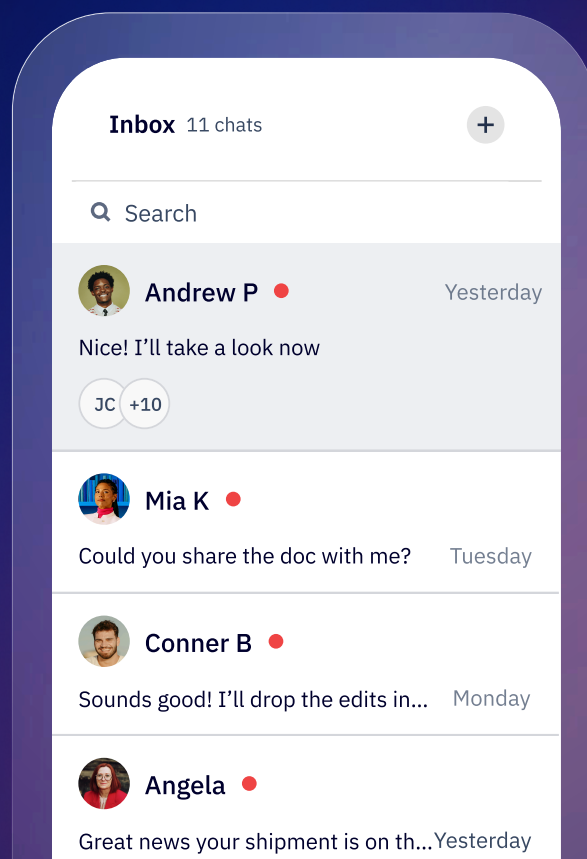 Inbox 11 chats +
Search
Andrew P Yesterday
Nice! I’ll take a look now
JC +10
Mia K
Could you share the doc with me? Tuesday
Conner B
Sounds good! I’ll drop the edits in... Monday
Angela
Great news your shipment is on th...Yesterday